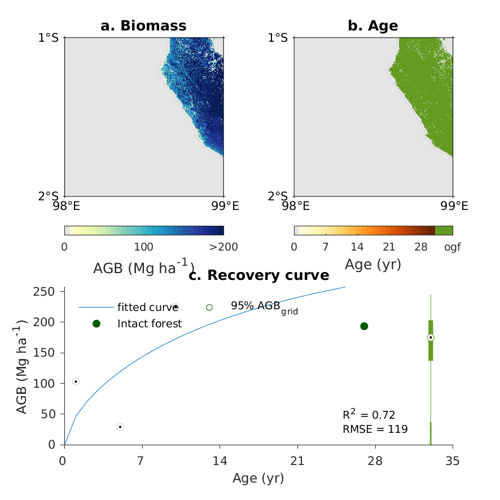 a. Biomass
1°S
2°S
98°E
99°E
0
100
>200
AGB (Mg ha-1)
b. Age
1°S
2°S
98°E
99°E
0
7
14
21
28
ogf
Age (yr)
c. Recovery curve
AGB (Mg ha-1)
250
200
150
100
50
0
fitted curve
95% AGBgrid
Intact forest
R2 = 0.72
RMSE = 119
0
7
14
21
28
35
Age (yr)